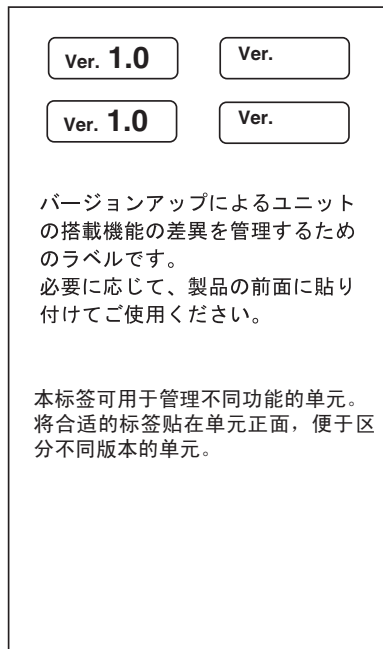 Ver. 1.0 Ver.
Ver. 1.0 Ver.
バージョンアップによるユニット
の搭載機能の差異を管理するため
のラベルです。
必要に応じて、製品の前面に貼り
付けてご使用ください。
本标签可用于管理不同功能的单元。
将合适的标签贴在单元正面，便于区
分不同版本的单元。